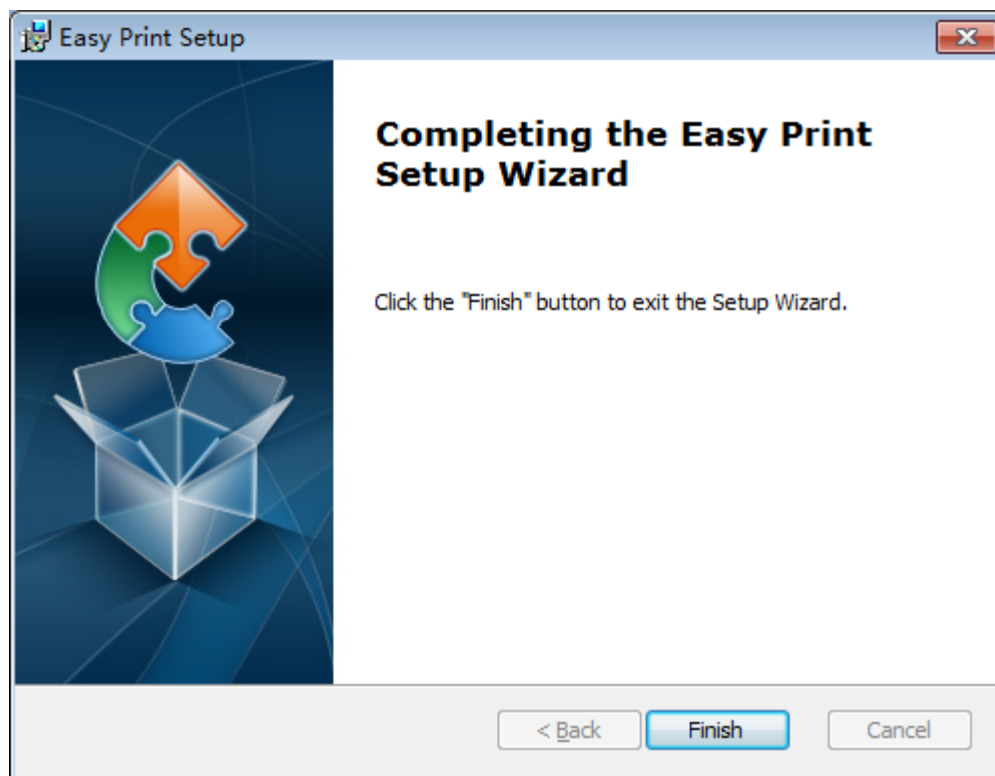 Easy Print Setup
Completing the Easy Print
Setup Wizard
Click the "Finish" button to exit the Setup Wizard.
< Back
Finish
Cancel